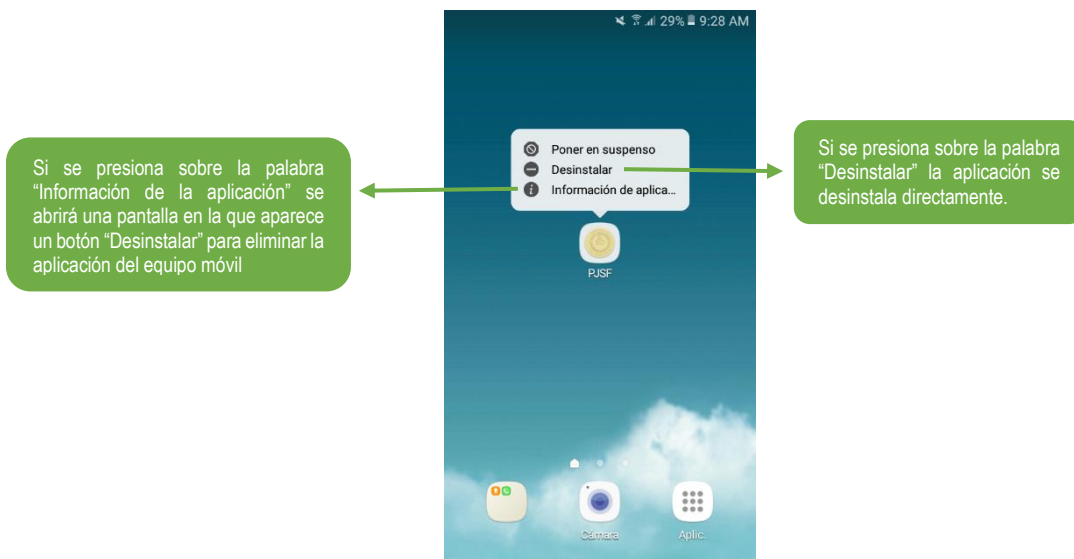 29% 9:28 AM
Si se presiona sobre la palabra
“Información de la aplicación” se
abrirá una pantalla en la que aparece
un botón “Desinstalar” para eliminar la
aplicación del equipo móvil
Poner en suspenso
Desinstalar
Información de aplica...
PJSF
Si se presiona sobre la palabra
“Desinstalar” la aplicación se
desinstala directamente.
Cámara
Aplic.